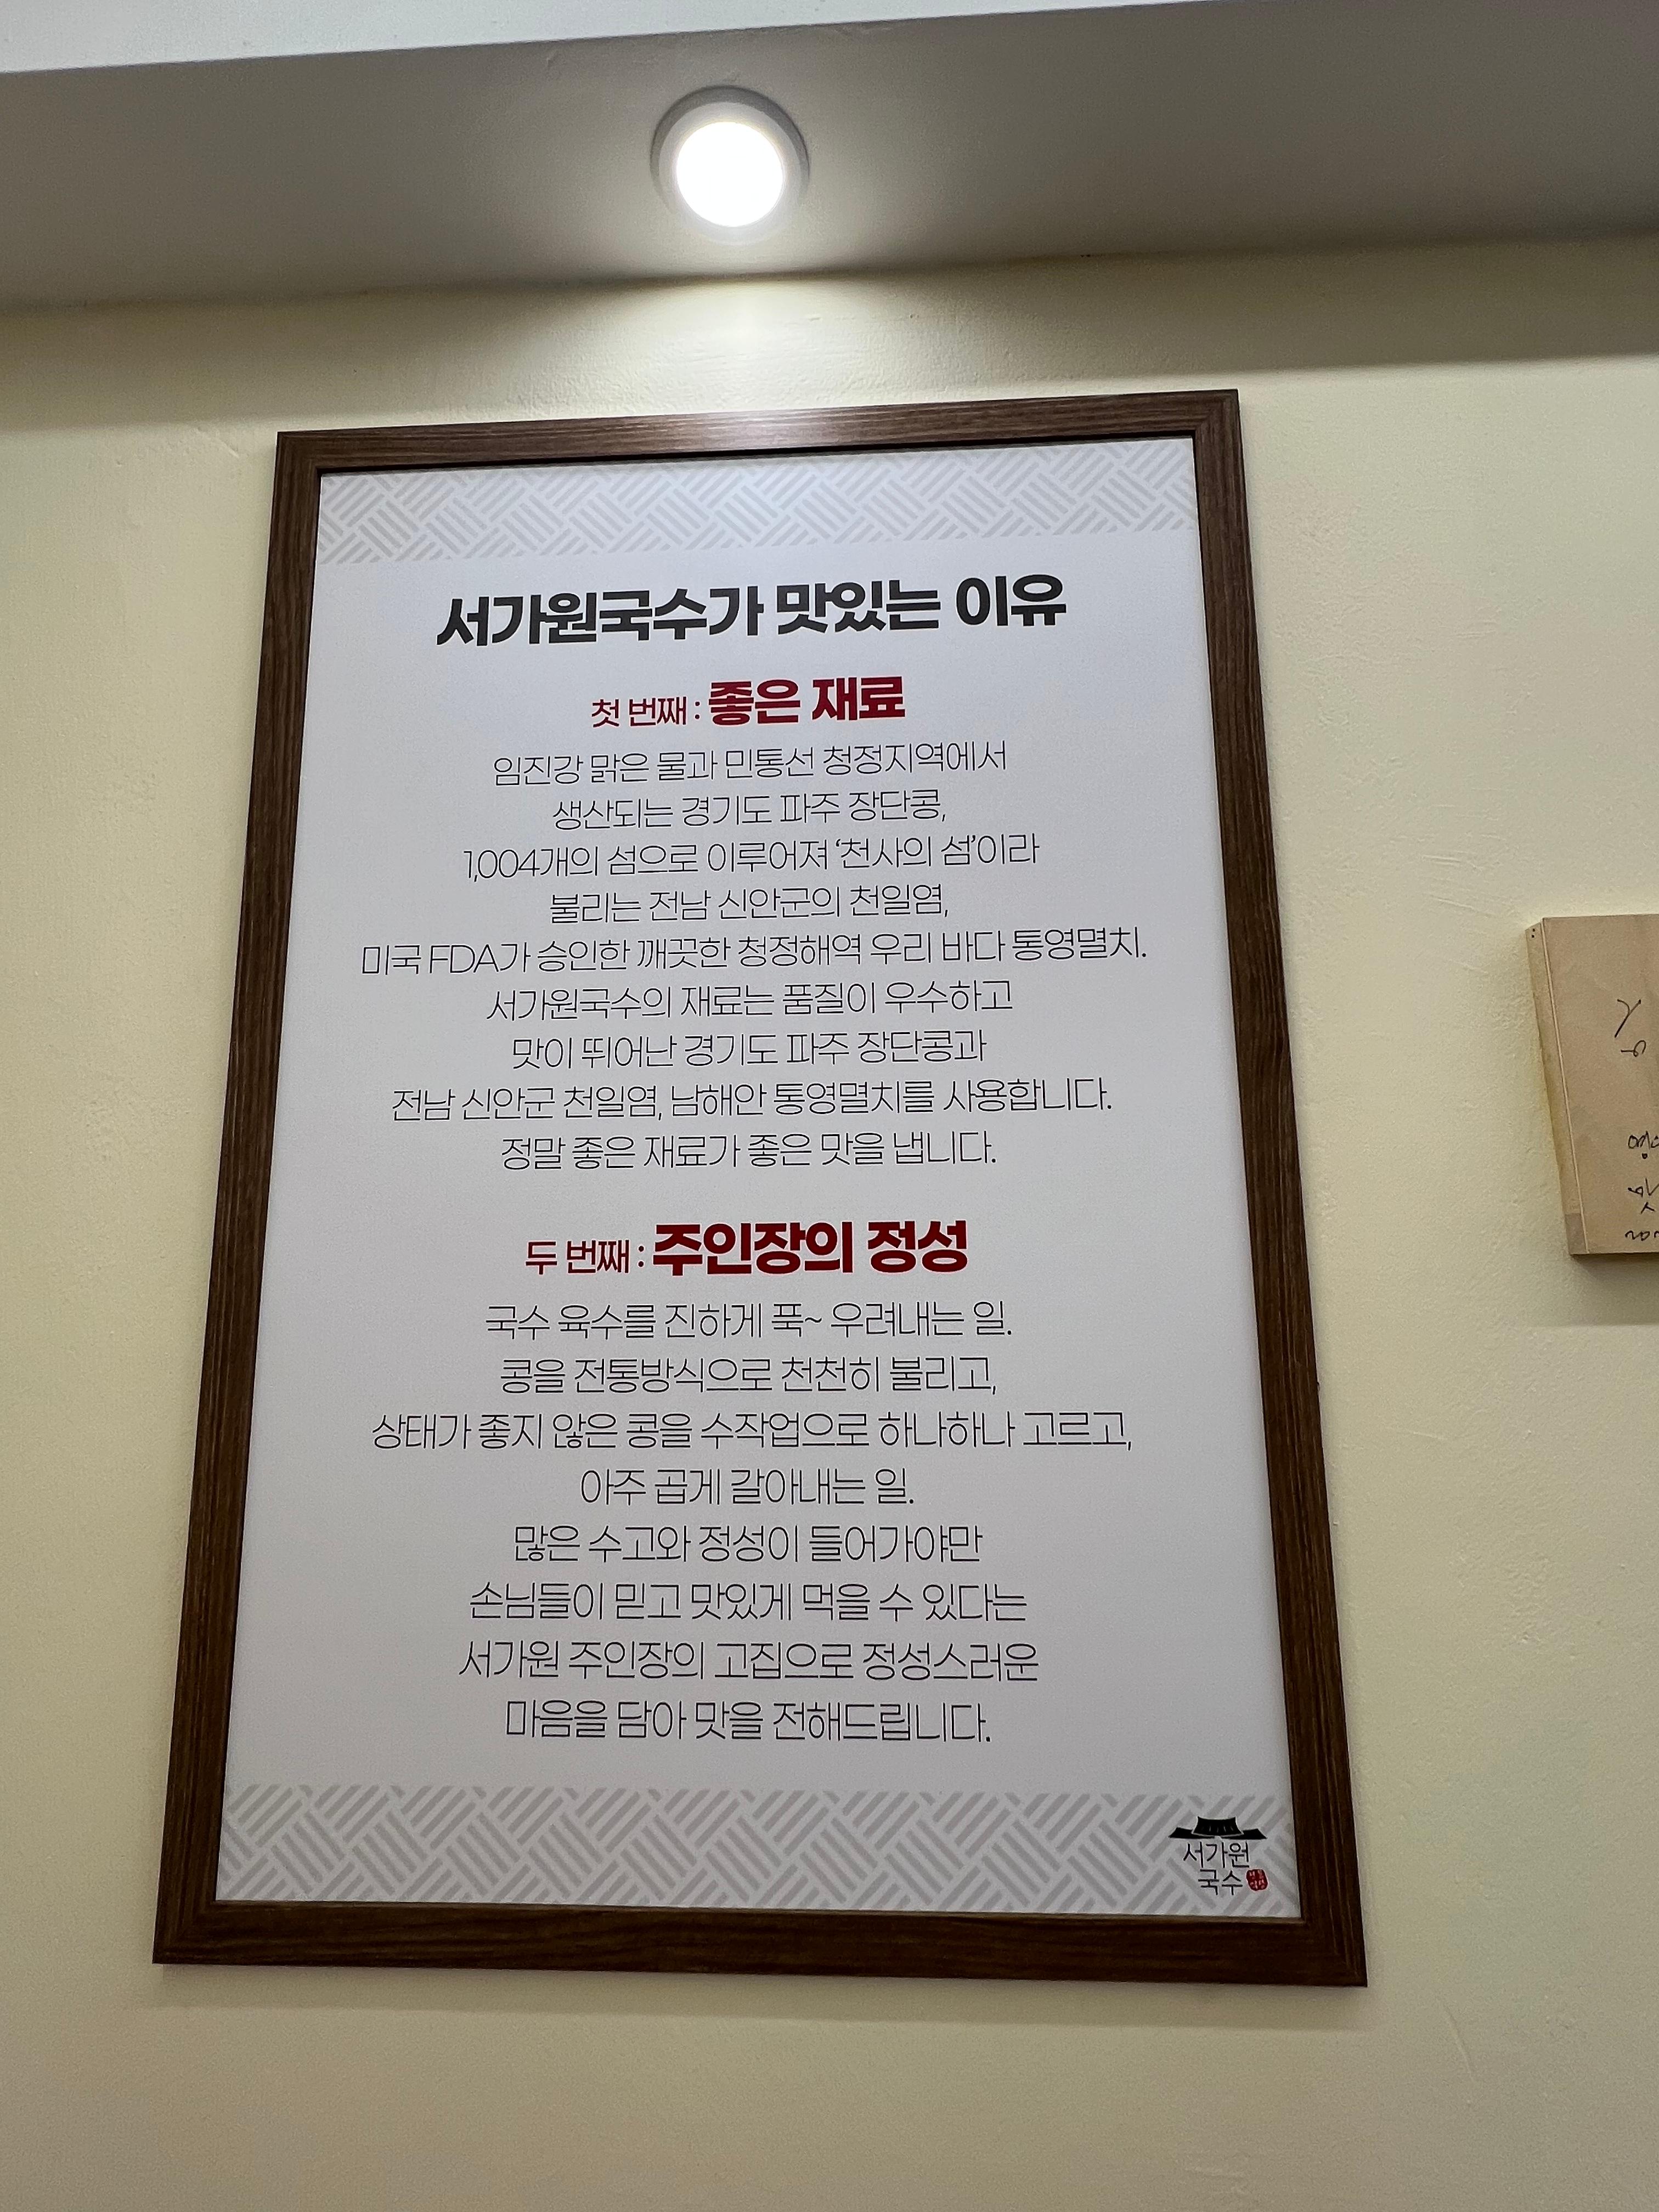 서가원국수가 맛있는 이유
첫 번째 : 좋은 재료
임진강 맑은 물과 민통선 청정지역에서
생산되는 경기도 파주 장단콩,
1,004개의 섬으로 이루어져 ‘천사의 섬’이라
불리는 전남 신안군의 천일염,
미국 FDA가 승인한 깨끗한 청정해역 우리 바다 통영멸치.
서가원국수의 재료는 품질이 우수하고
맛이 뛰어난 경기도 파주 장단콩과
전남 신안군 천일염, 남해안 통영멸치를 사용합니다.
정말 좋은 재료가 좋은 맛을 냅니다.
두 번째 : 주인장의 정성
국수 육수를 진하게 푹~ 우려내는 일.
콩을 전통방식으로 천천히 불리고,
상태가 좋지 않은 콩을 수작업으로 하나하나 고르고,
아주 곱게 갈아내는 일.
많은 수고와 정성이 들어가야만
손님들이 믿고 맛있게 먹을 수 있다는
서가원 주인장의 고집으로 정성스러운
마음을 담아 맛을 전해드립니다.
서가원
국수